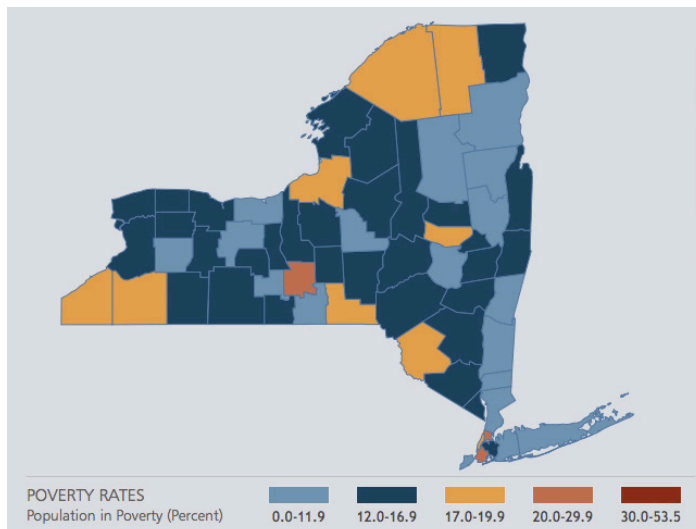 POVERTY RATES
Population in Poverty (Percent)
0.0-11.9
12.0-16.9
17.0-19.9
20.0-29.9
30.0-53.5